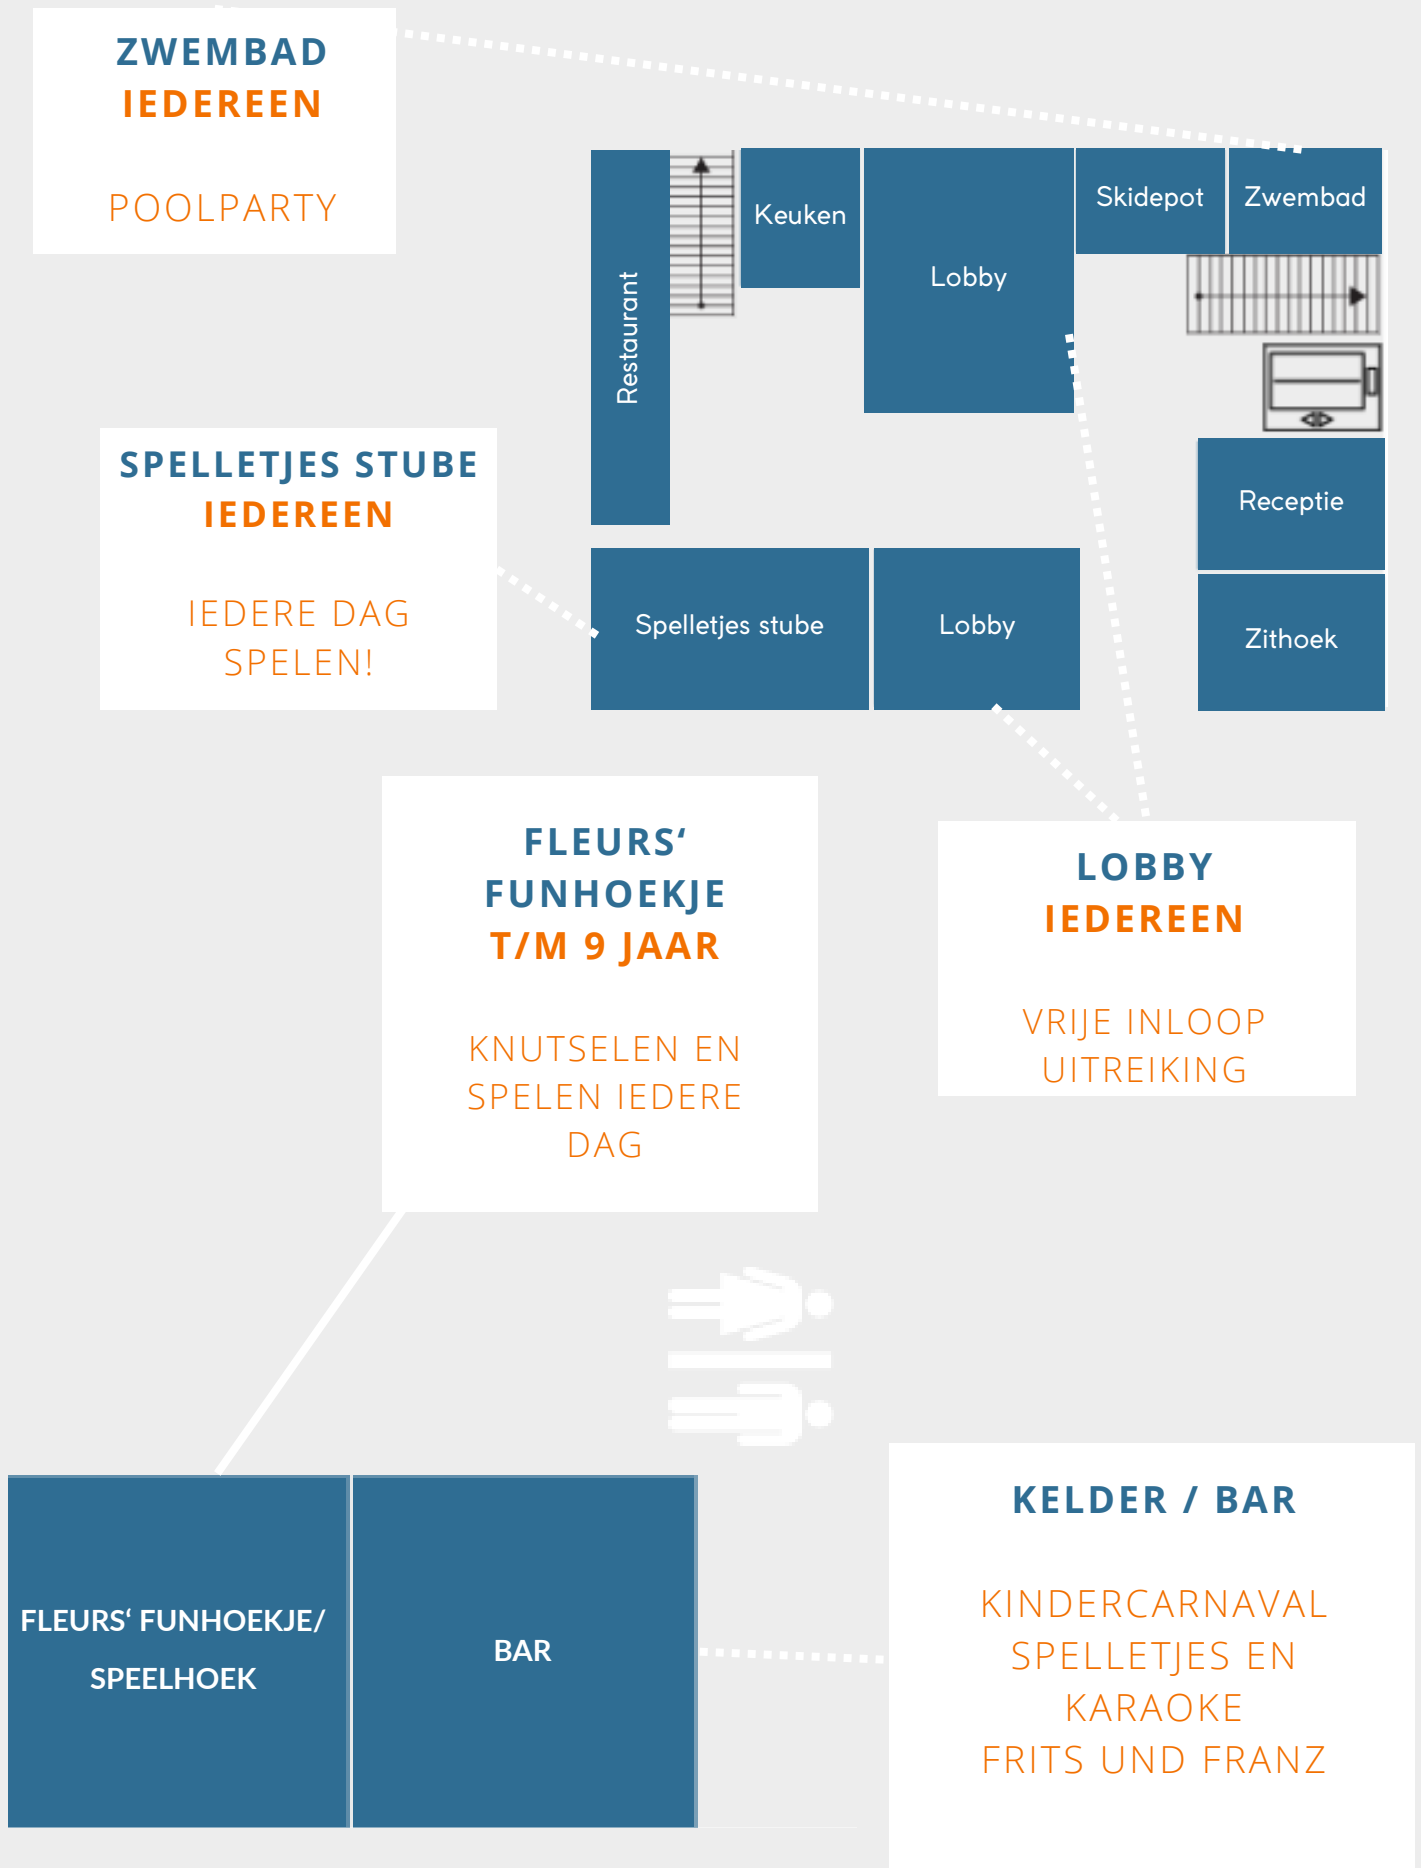 ZWEMBAD
IEDEREEN
POOLPARTY
Keuken
Lobby
Skidepot
Zwembad
Restaurant
SPELLETJES STUBE
IEDEREEN
IEDERE DAG
SPELEN!
Receptie
Spelletjes stube
Lobby
Zithoek
FLEURS‘
FUNHOEKJE
T/M 9 JAAR
KNUTSELEN EN
SPELEN IEDERE
DAG
LOBBY
IEDEREEN
VRIJE INLOOP
UITREIKING
FLEURS‘ FUNHOEKJE/
SPEELHOEK
BAR
KELDER / BAR
KINDERCARNAVAL
SPELLETJES EN
KARAOKE
FRITS UND FRANZ